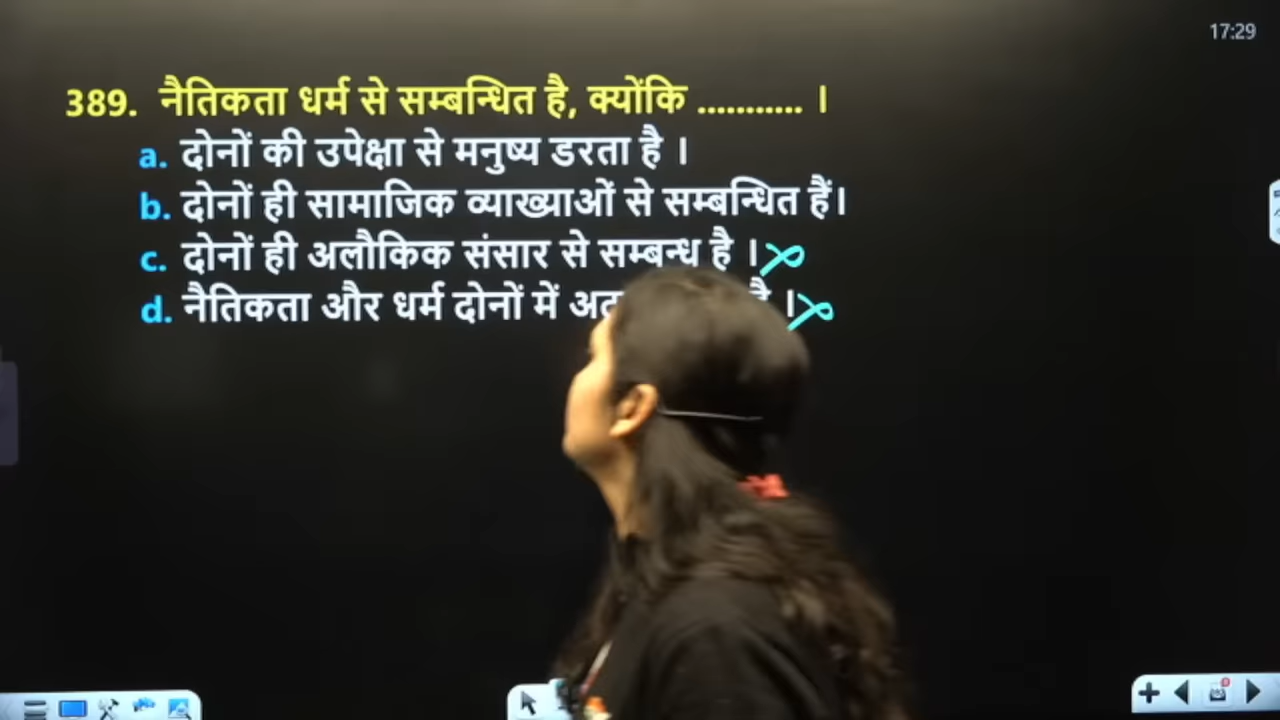 17:29
389. नैतिकता धर्म से सम्बन्धित है, क्योंकि ........... ।
a. दोनों की उपेक्षा से मनुष्य डरता है ।
b. दोनों ही सामाजिक व्याख्याओं से सम्बन्धित हैं।
c. दोनों ही अलौकिक संसार से सम्बन्ध है ।
d. नैतिकता और धर्म दोनों में है ।